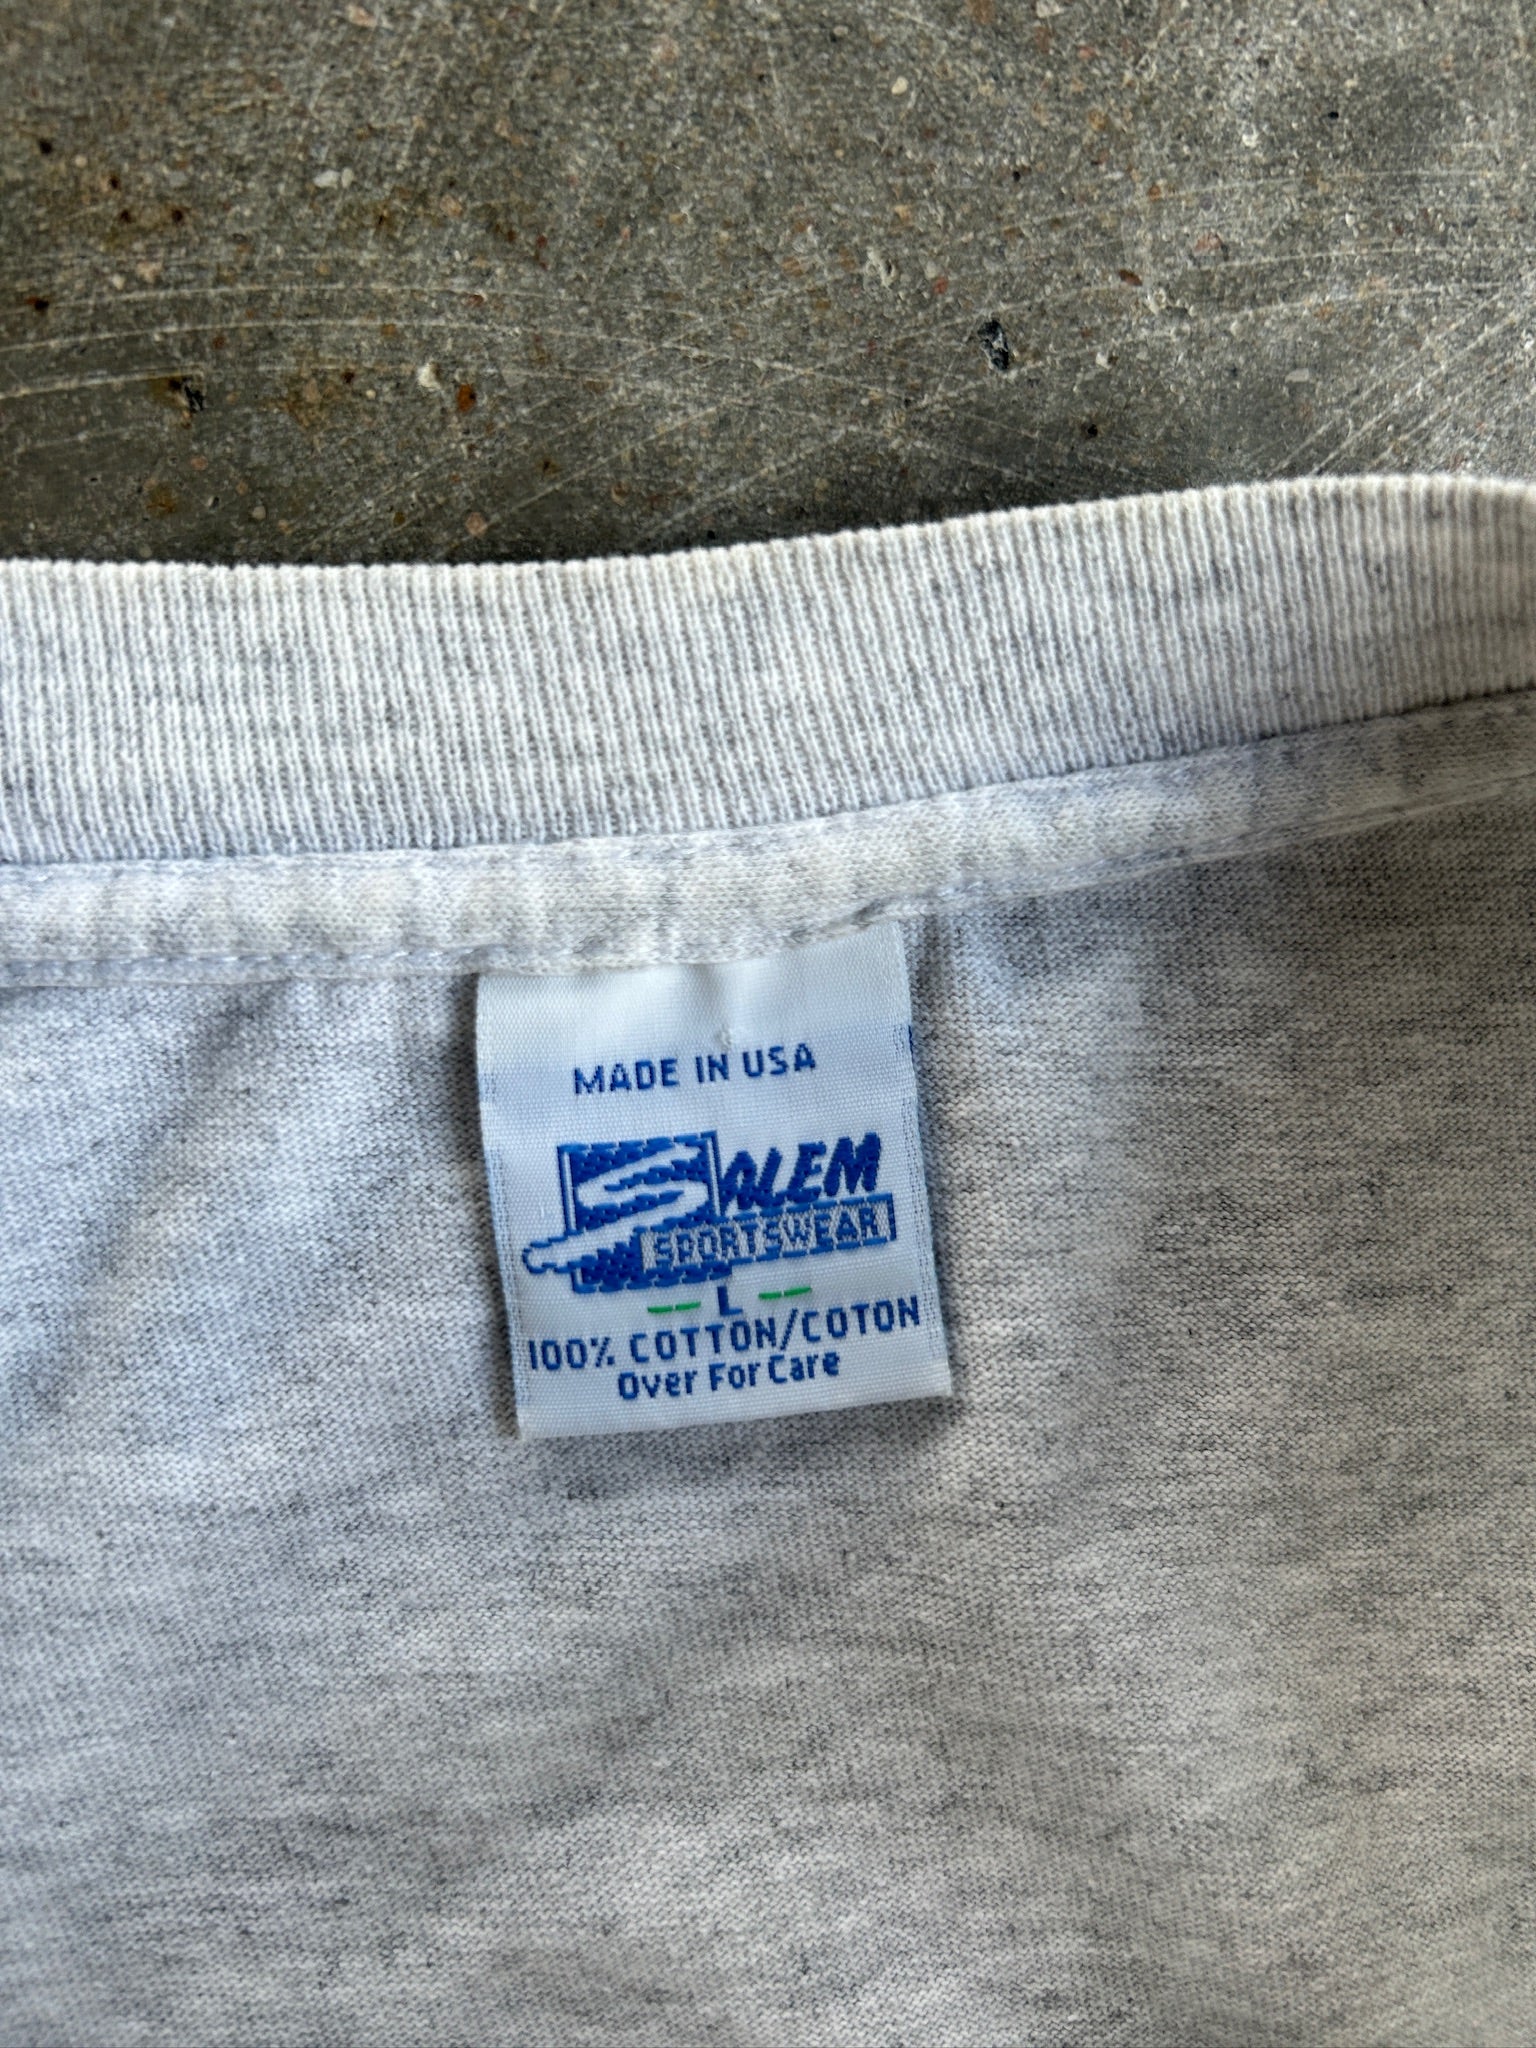 MADE IN USA
SALEM
SPORTSWEAR
-- L --
100% COTTON/COTON
Over For Care